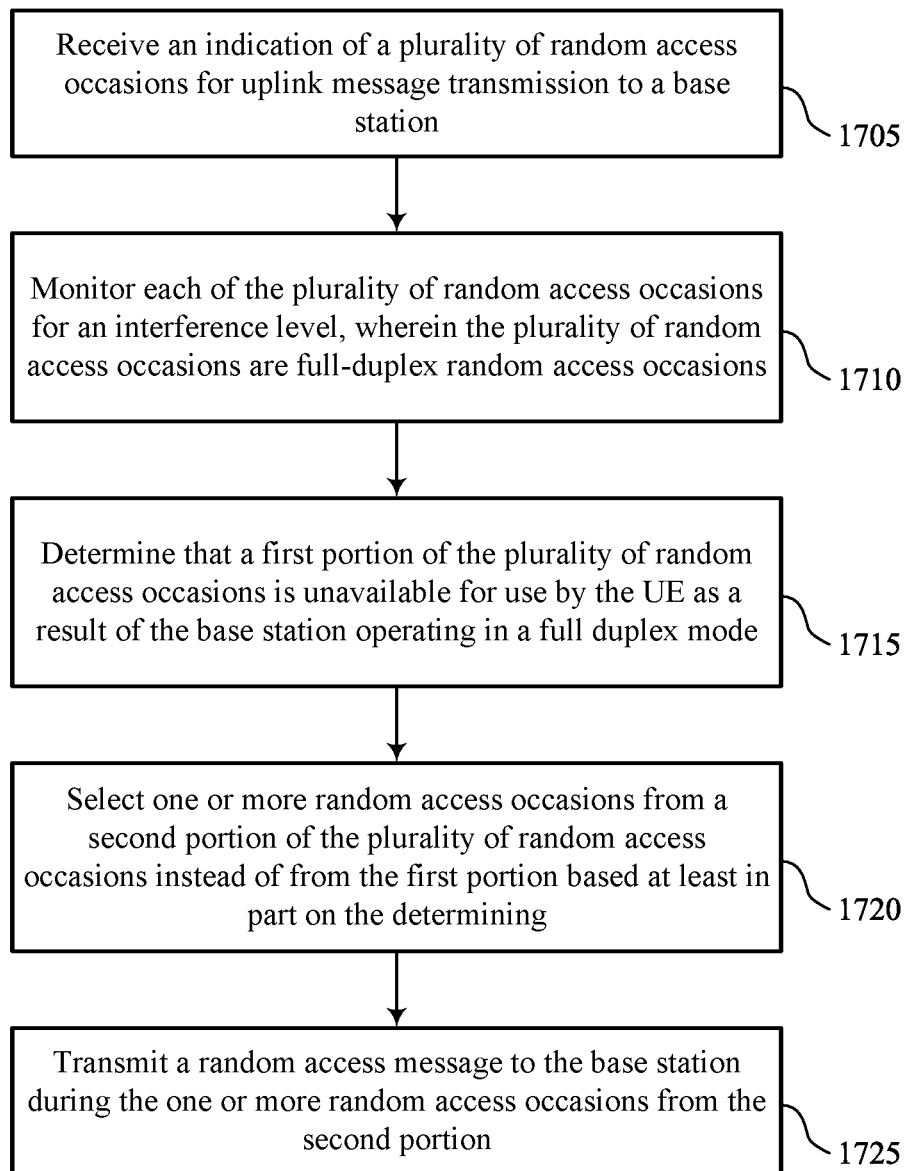 Receive an indication of a plurality of random access
occasions for uplink message transmission to a base
station
1705
Monitor each of the plurality of random access occasions
for an interference level, wherein the plurality of random
access occasions are full-duplex random access occasions
1710
Determine that a first portion of the plurality of random
access occasions is unavailable for use by the UE as a
result of the base station operating in a full duplex mode
1715
Select one or more random access occasions from a
second portion of the plurality of random access
occasions instead of from the first portion based at least in
part on the determining
1720
Transmit a random access message to the base station
during the one or more random access occasions from the
second portion
1725